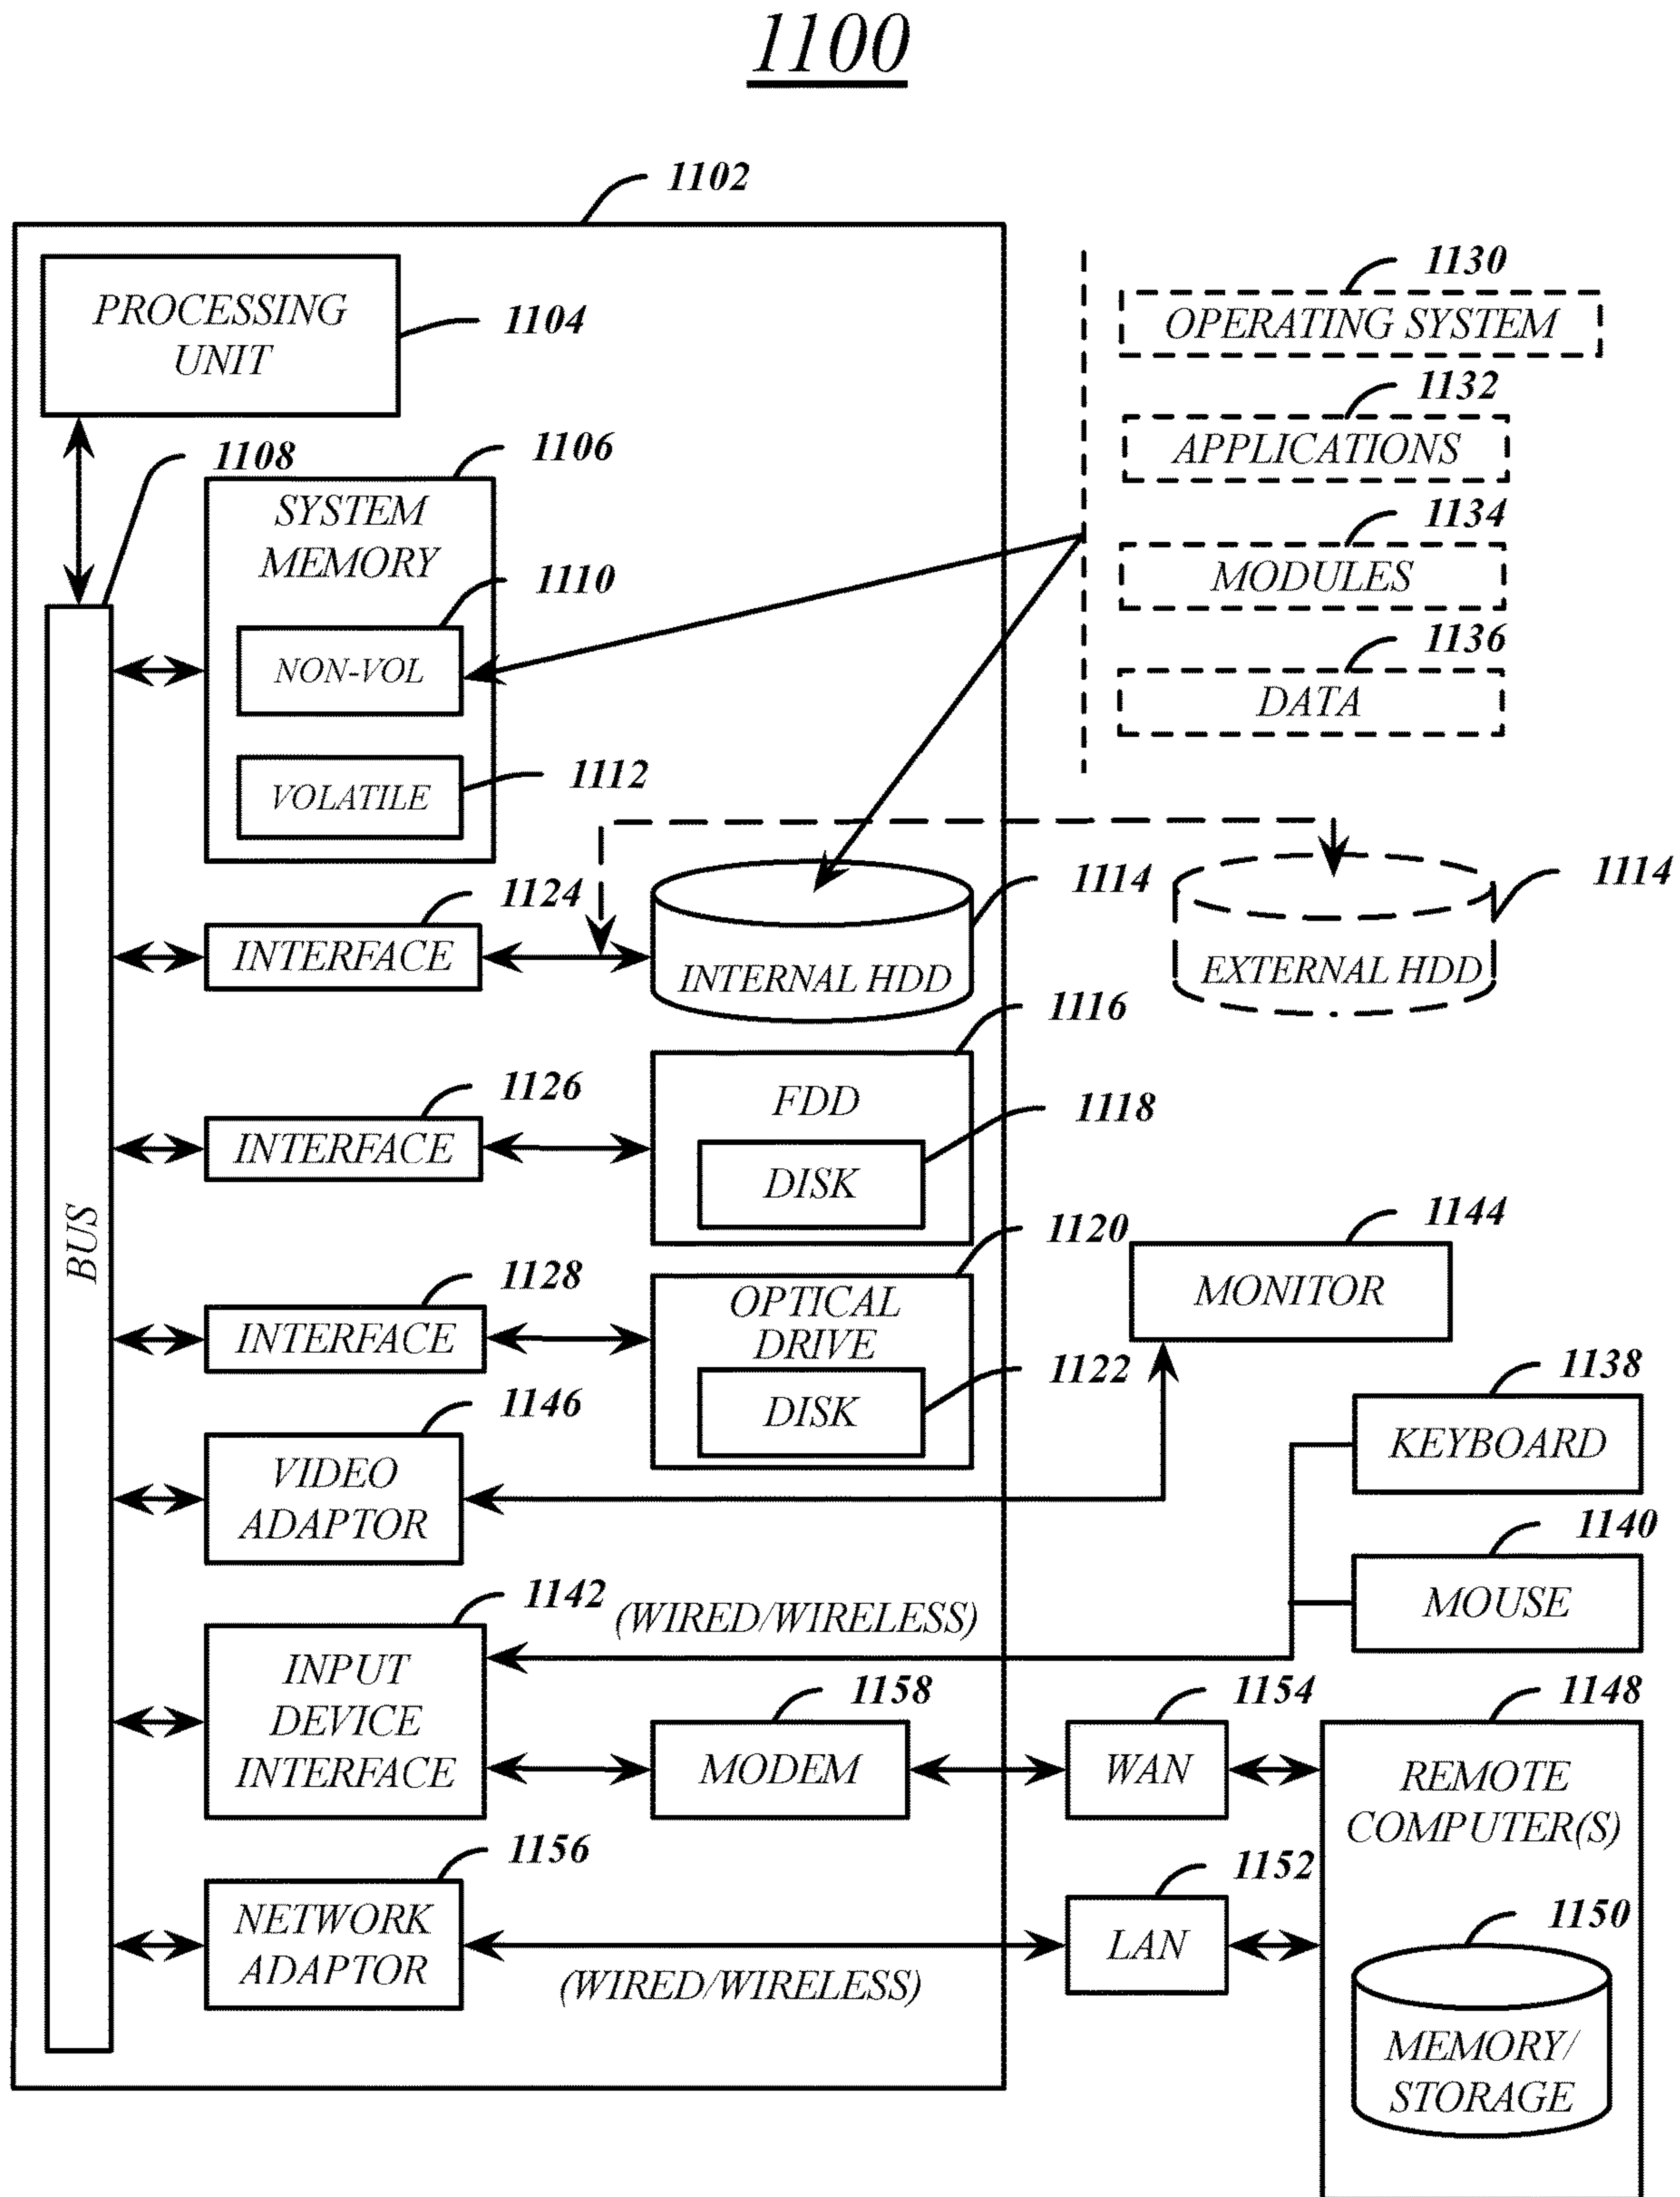 1100
1102
PROCESSING
UNIT
1104
1108
1106
SYSTEM
MEMORY
1110
NON-VOL
1112
VOLATILE
1130
OPERATING SYSTEM
1132
APPLICATIONS
1134
MODULES
1136
DATA
BUS
1124
INTERFACE
1114
INTERNAL HDD
1114
EXTERNAL HDD
1126
INTERFACE
1116
FDD
1118
DISK
1128
INTERFACE
1120
OPTICAL
DRIVE
1122
DISK
1144
MONITOR
1146
VIDEO
ADAPTOR
1138
KEYBOARD
1140
MOUSE
1142
INPUT
DEVICE
INTERFACE
(WIRED/WIRELESS)
1158
MODEM
1154
WAN
1148
REMOTE
COMPUTER(S)
1156
NETWORK
ADAPTOR
(WIRED/WIRELESS)
1152
LAN
1150
MEMORY/
STORAGE